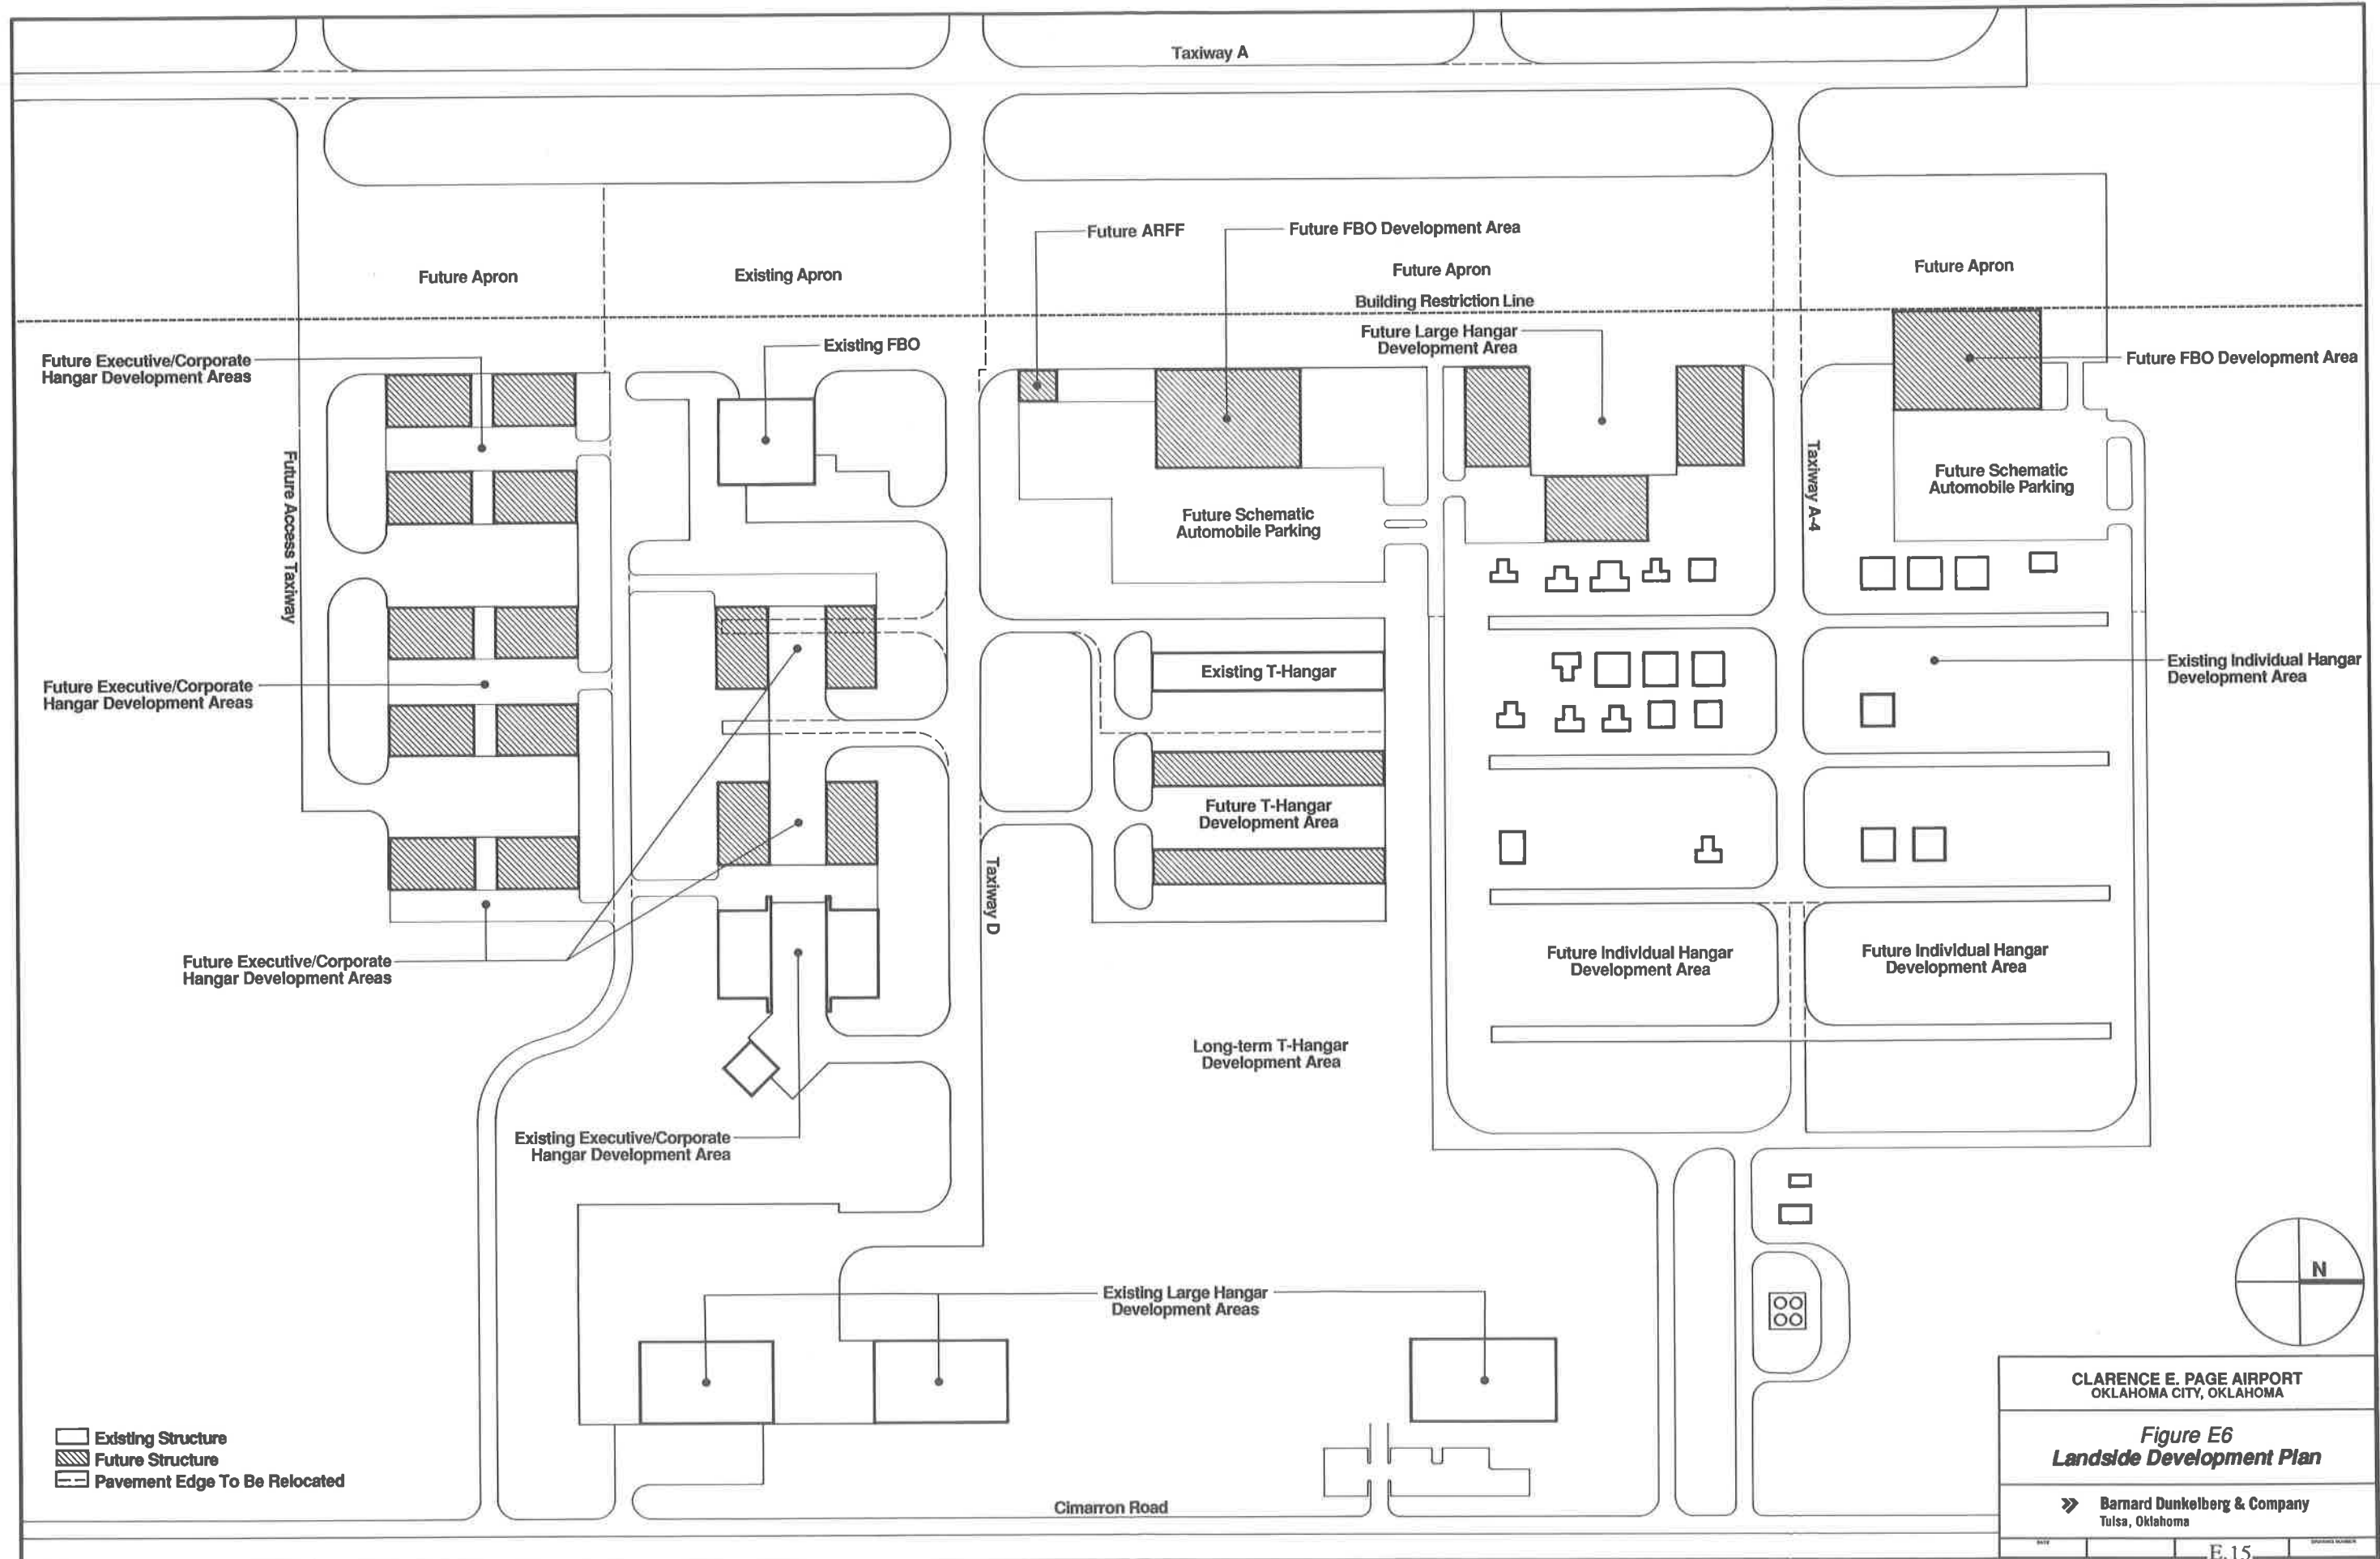 Taxiway A
Future ARFF
Future FBO Development Area
Future Apron
Existing Apron
Future Apron
Future Apron
Building Restriction Line
Future Executive/Corporate
Hangar Development Areas
Existing FBO
Future Large Hangar
Development Area
Future FBO Development Area
Future Access Taxiway
Taxiway A-4
Future Schematic
Automobile Parking
Future Schematic
Automobile Parking
Existing T-Hangar
Existing Individual Hangar
Development Area
Future Executive/Corporate
Hangar Development Areas
Future T-Hangar
Development Area
Taxiway D
Future Executive/Corporate
Hangar Development Areas
Future Individual Hangar
Development Area
Future Individual Hangar
Development Area
Long-term T-Hangar
Development Area
Existing Executive/Corporate
Hangar Development Area
N
Existing Large Hangar
Development Areas
Existing Structure
Future Structure
Pavement Edge To Be Relocated
Cimarron Road
CLARENCE E. PAGE AIRPORT
OKLAHOMA CITY, OKLAHOMA
Figure E6
Landside Development Plan
Barnard Dunkelberg & Company
Tulsa, Oklahoma
DATE
DRAWING NUMBER
E.15